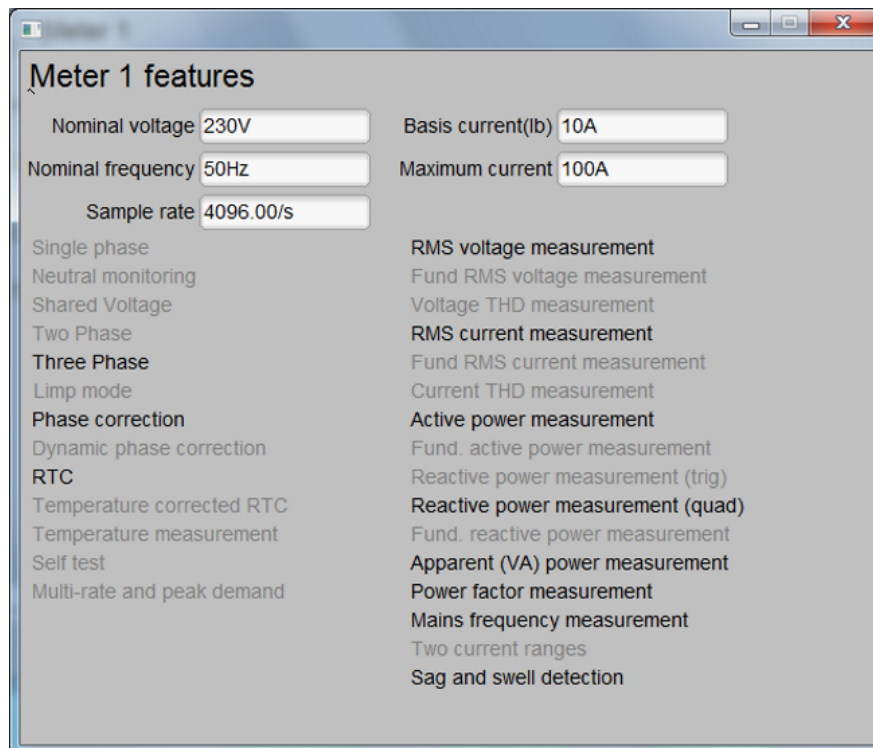 Meter 1
Meter 1 features
Nominal voltage 230V
Basis current(Ib) 10A
Nominal frequency 50Hz
Maximum current 100A
Sample rate 4096.00/s
Single phase
Neutral monitoring
Shared Voltage
Two Phase
Three Phase
Limp mode
Phase correction
Dynamic phase correction
RTC
Temperature corrected RTC
Temperature measurement
Self test
Multi-rate and peak demand
RMS voltage measurement
Fund RMS voltage measurement
Voltage THD measurement
RMS current measurement
Fund RMS current measurement
Current THD measurement
Active power measurement
Fund. active power measurement
Reactive power measurement (trig)
Reactive power measurement (quad)
Fund. reactive power measurement
Apparent (VA) power measurement
Power factor measurement
Mains frequency measurement
Two current ranges
Sag and swell detection